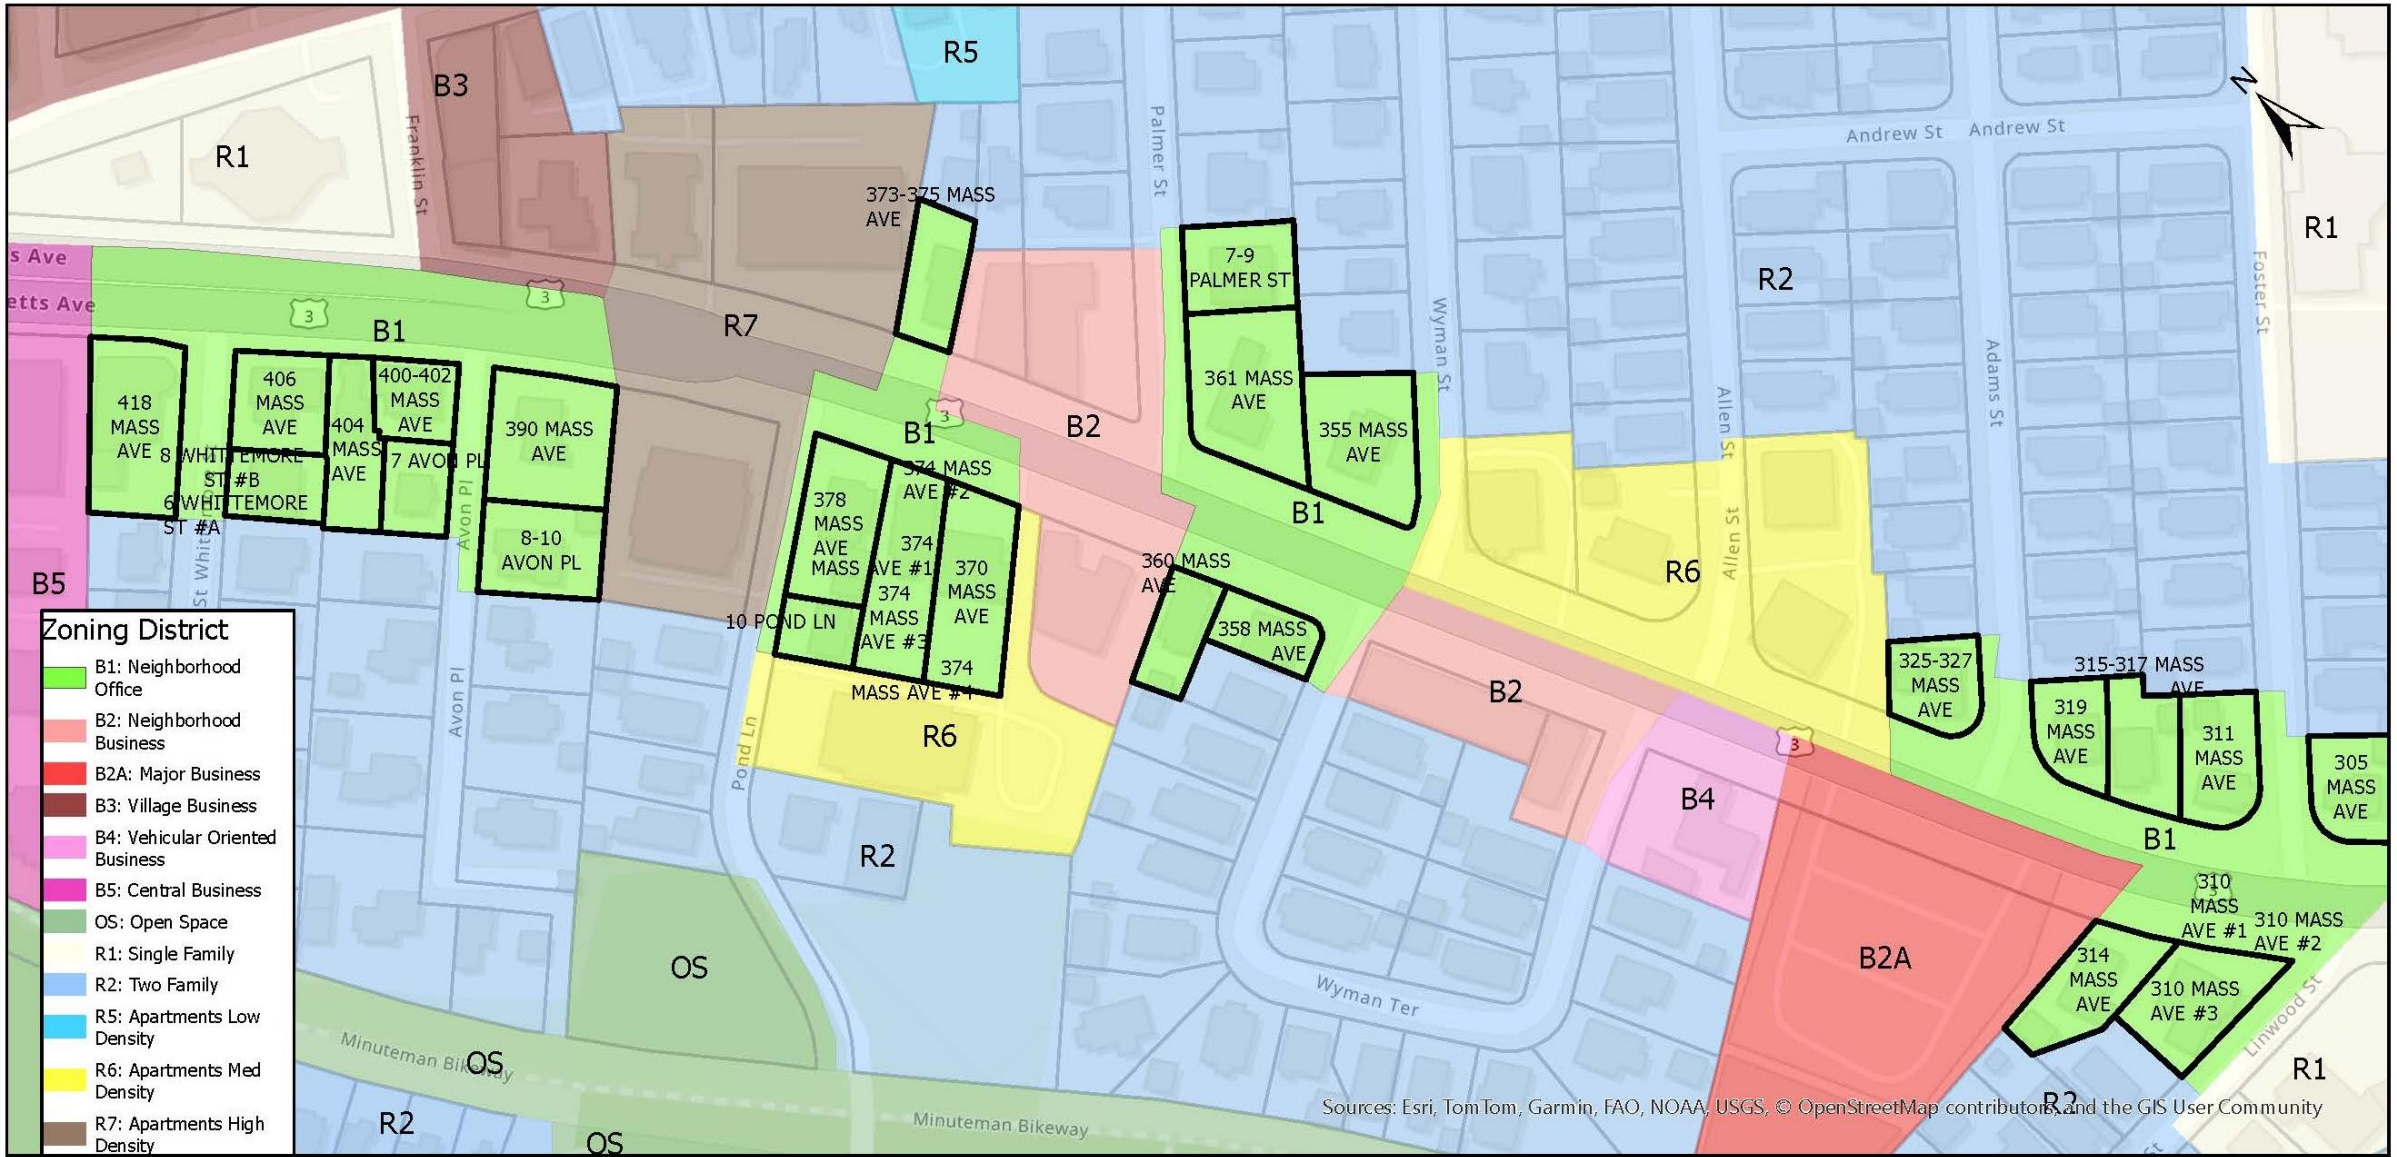 R5
B3
N
Palmer St
Franklin St
Andrew St
Andrew St
R1
373-375 MASS
AVE
R1
s Ave
etts Ave
3
3
B1
R7
7-9
PALMER ST
R2
Foster St
Wyman St
Adams St
Allen St
418
MASS
AVE
406
MASS
AVE
404
MASS
AVE
400-402
MASS
AVE
390 MASS
AVE
361 MASS
AVE
355 MASS
AVE
B2
3
B1
8 WHITTEMORE
ST #B
6 WHITTEMORE
ST #A
7 AVON PL
Avon Pl
8-10
AVON PL
378
MASS
AVE
MASS
374 MASS
AVE #2
374
AVE #1
374
MASS
AVE #3
370
MASS
AVE
374
MASS AVE #4
10 POND LN
B1
360 MASS
AVE
358 MASS
AVE
R6
Allen St
B5
St Whit
Avon Pl
Pond Ln
R6
B2
325-327
MASS
AVE
315-317 MASS
AVE
319
MASS
AVE
311
MASS
AVE
305
MASS
AVE
3
B4
B1
R2
B2A
3
310
MASS
AVE #1
310 MASS
AVE #2
314
MASS
AVE
310 MASS
AVE #3
Linwood St
R1
R2
St
OS
Wyman Ter
Minuteman Bikeway
OS
R2
OS
Minuteman Bikeway
Zoning District
B1: Neighborhood
Office
B2: Neighborhood
Business
B2A: Major Business
B3: Village Business
B4: Vehicular Oriented
Business
B5: Central Business
OS: Open Space
R1: Single Family
R2: Two Family
R5: Apartments Low
Density
R6: Apartments Med
Density
R7: Apartments High
Density
Sources: Esri, TomTom, Garmin, FAO, NOAA, USGS, © OpenStreetMap contributors, and the GIS User Community